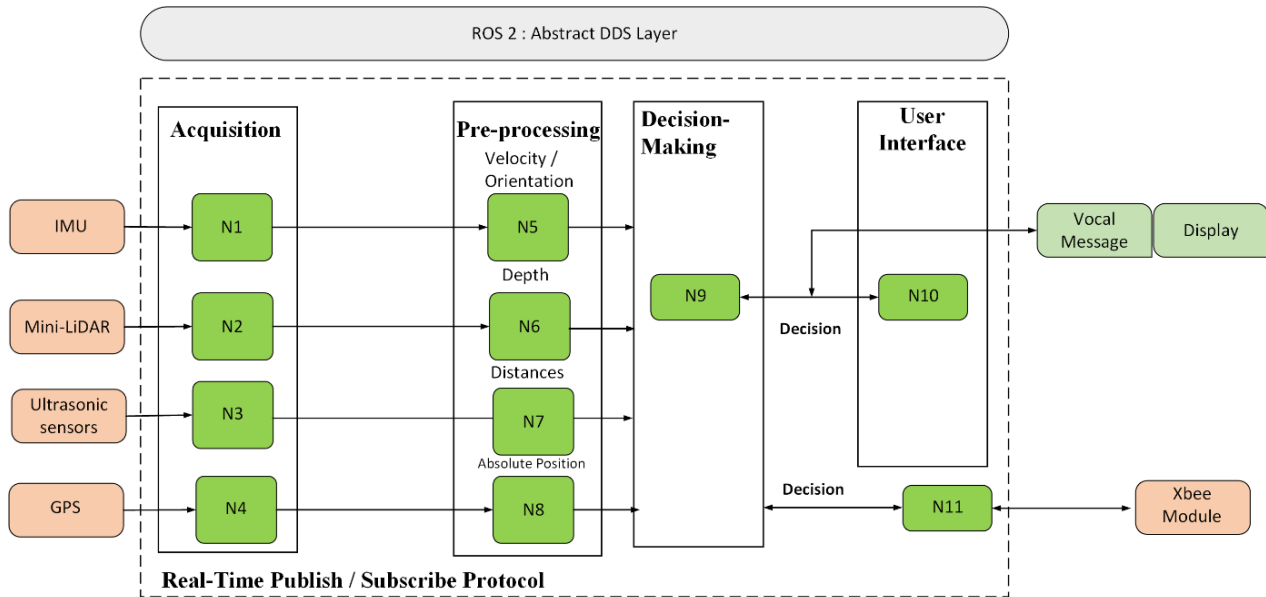 ROS 2 : Abstract DDS Layer
Acquisition
Pre-processing
Decision-
Making
User
Interface
Velocity /
Orientation
IMU
N1
N5
Vocal
Message
Display
Depth
N9
N10
Mini-LiDAR
N2
N6
Decision
Distances
Ultrasonic
sensors
N3
N7
Absolute Position
GPS
N4
N8
Decision
N11
Xbee
Module
Real-Time Publish / Subscribe Protocol